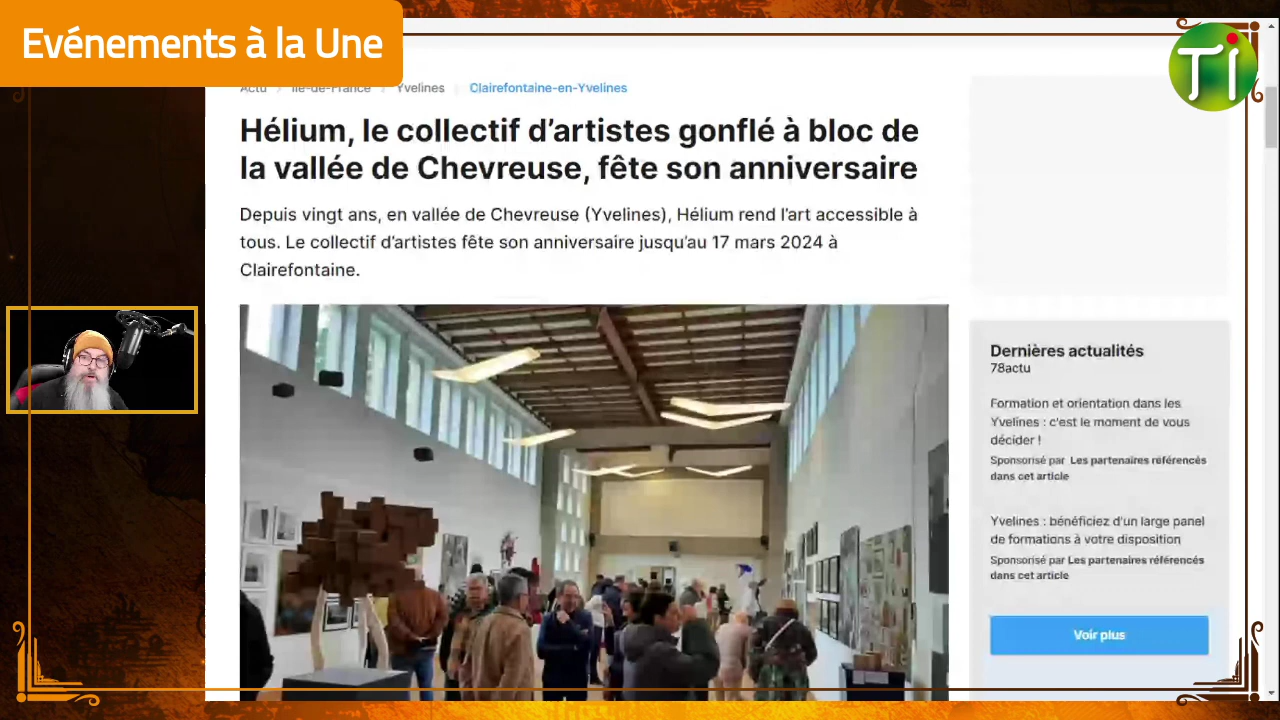 Evénements à la Une
Ti
Actu Île-de-France Yvelines Clairefontaine-en-Yvelines
Hélium, le collectif d’artistes gonflé à bloc de
la vallée de Chevreuse, fête son anniversaire
Depuis vingt ans, en vallée de Chevreuse (Yvelines), Hélium rend l’art accessible à
tous. Le collectif d’artistes fête son anniversaire jusqu’au 17 mars 2024 à
Clairefontaine.
Dernières actualités
78actu
Formation et orientation dans les
Yvelines : c'est le moment de vous
décider !
Sponsorisé par Les partenaires référencés
dans cet article
Yvelines : bénéficiez d'un large panel
de formations à votre disposition
Sponsorisé par Les partenaires référencés
dans cet article
Voir plus